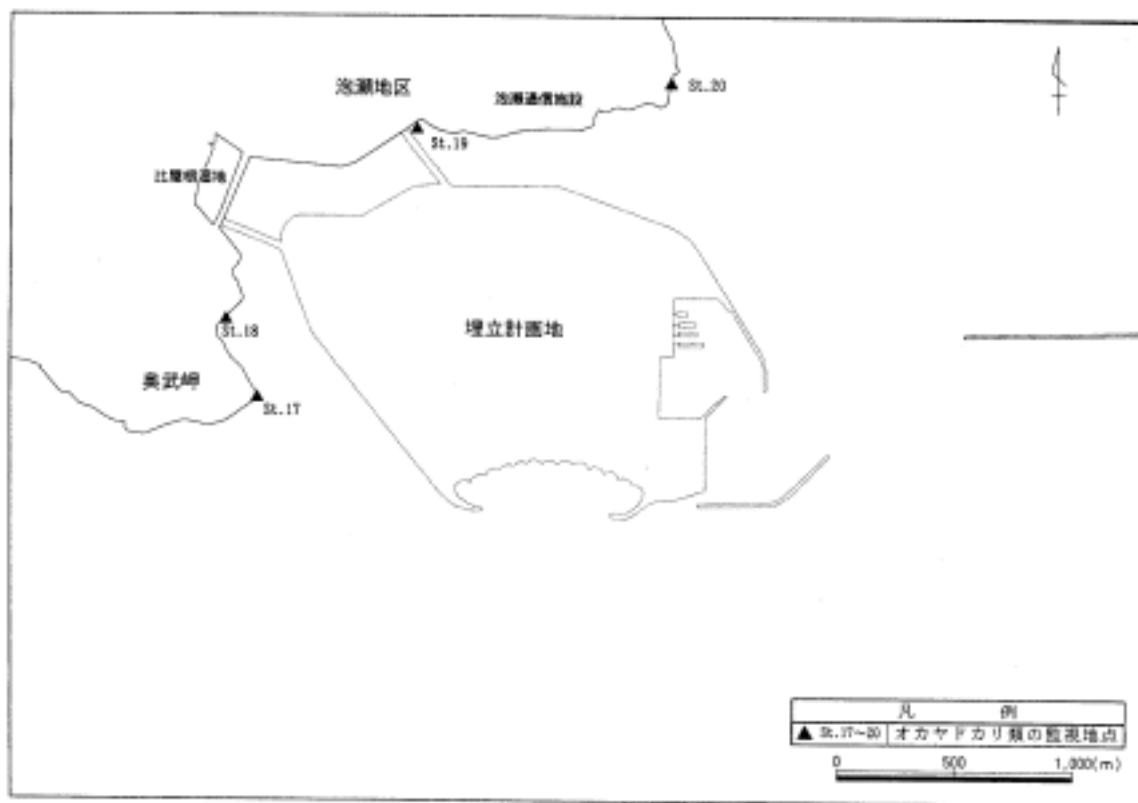 泡瀬地区
泡瀬通信施設
St.20
St.19
比屋根湿地
St.18
埋立計画地
奥武岬
St.17
凡 例
▲ St.17~20 オカヤドカリ類の監視地点
0 500 1,000(m)